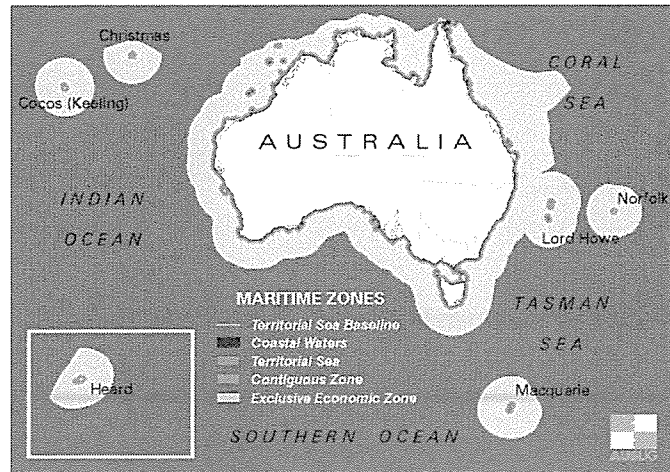 Christmas
CORAL
SEA
Cocos (Keeling)
AUSTRALIA
INDIAN
OCEAN
Norfolk
Lord Howe
MARITIME ZONES
Territorial Sea Baseline
Coastal Waters
Territorial Sea
Contiguous Zone
Exclusive Economic Zone
TASMAN
SEA
Heard
Macquarie
SOUTHERN OCEAN